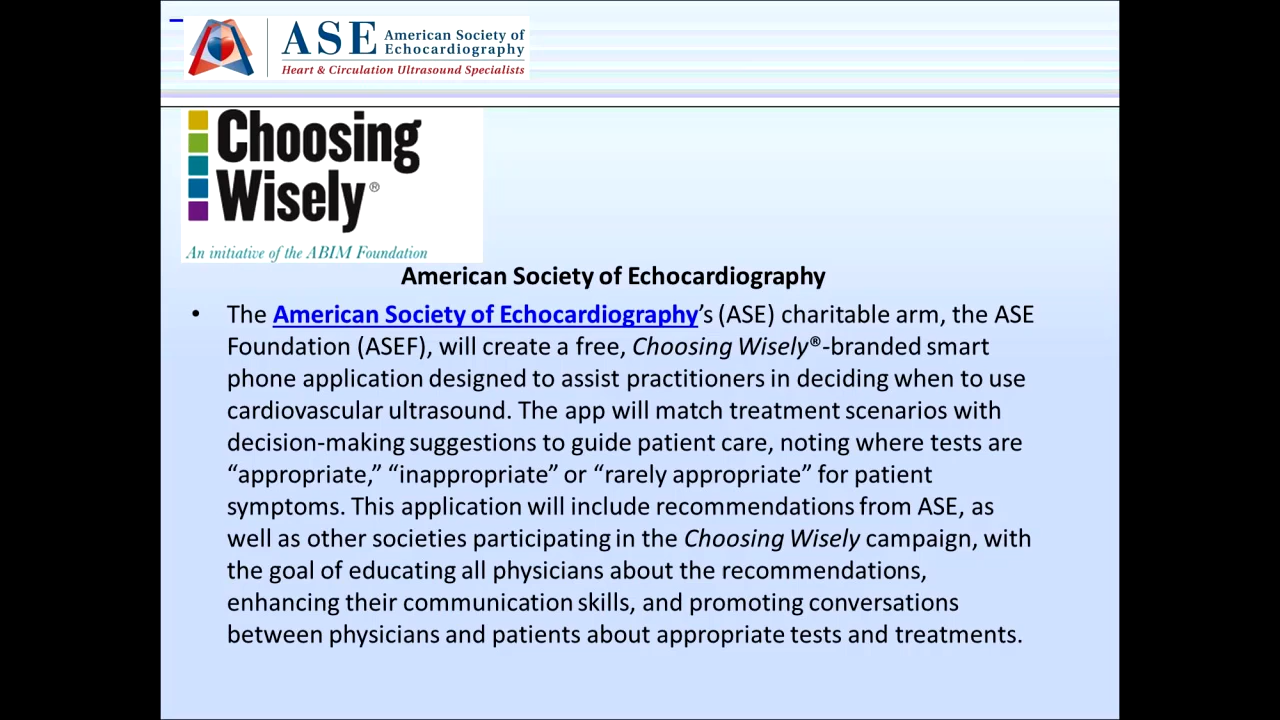 ASE American Society of
Echocardiography
Heart & Circulation Ultrasound Specialists
Choosing
Wisely®
An initiative of the ABIM Foundation
American Society of Echocardiography
• The American Society of Echocardiography’s (ASE) charitable arm, the ASE
Foundation (ASEF), will create a free, Choosing Wisely®-branded smart
phone application designed to assist practitioners in deciding when to use
cardiovascular ultrasound. The app will match treatment scenarios with
decision-making suggestions to guide patient care, noting where tests are
“appropriate,” “inappropriate” or “rarely appropriate” for patient
symptoms. This application will include recommendations from ASE, as
well as other societies participating in the Choosing Wisely campaign, with
the goal of educating all physicians about the recommendations,
enhancing their communication skills, and promoting conversations
between physicians and patients about appropriate tests and treatments.